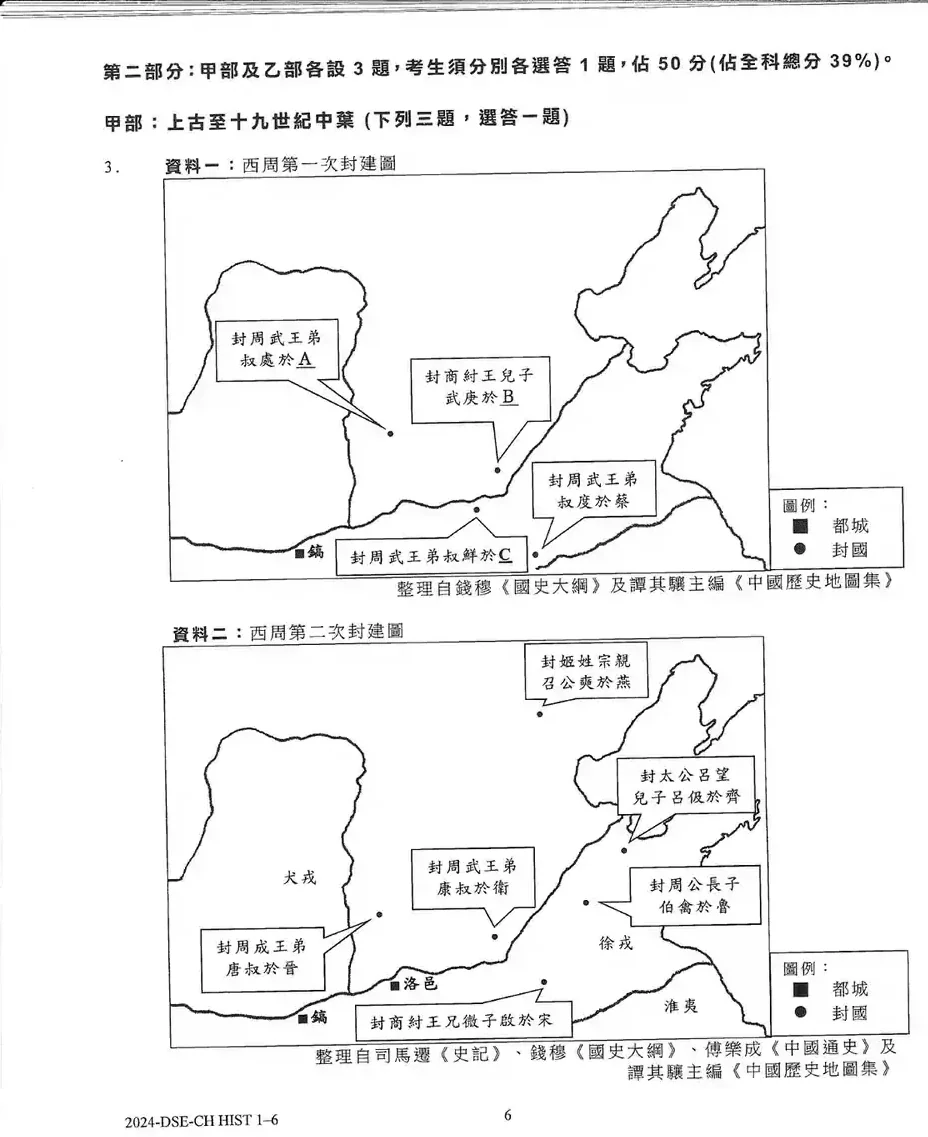 第二部分：甲部及乙部各設 3 題，考生須分別各選答 1 題，佔 50 分(佔全科總分 39%)。
甲部：上古至十九世紀中葉 (下列三題，選答一題)
3. 資料一：西周第一次封建圖
封周武王弟
叔處於A
封商紂王兒子
武庚於B
封周武王弟
叔度於蔡
圖例：
都城
封國
鎬
封周武王弟叔鮮於C
整理自錢穆《國史大綱》及譚其驤主編《中國歷史地圖集》
資料二：西周第二次封建圖
封姬姓宗親
召公奭於燕
封太公呂望
兒子呂伋於齊
犬戎
封周武王弟
康叔於衛
封周公長子
伯禽於魯
徐戎
封周成王弟
唐叔於晉
圖例：
都城
封國
洛邑
淮夷
鎬
封商紂王兄微子啟於宋
整理自司馬遷《史記》、錢穆《國史大綱》、傅樂成《中國通史》及
譚其驤主編《中國歷史地圖集》
2024-DSE-CH HIST 1–6
6